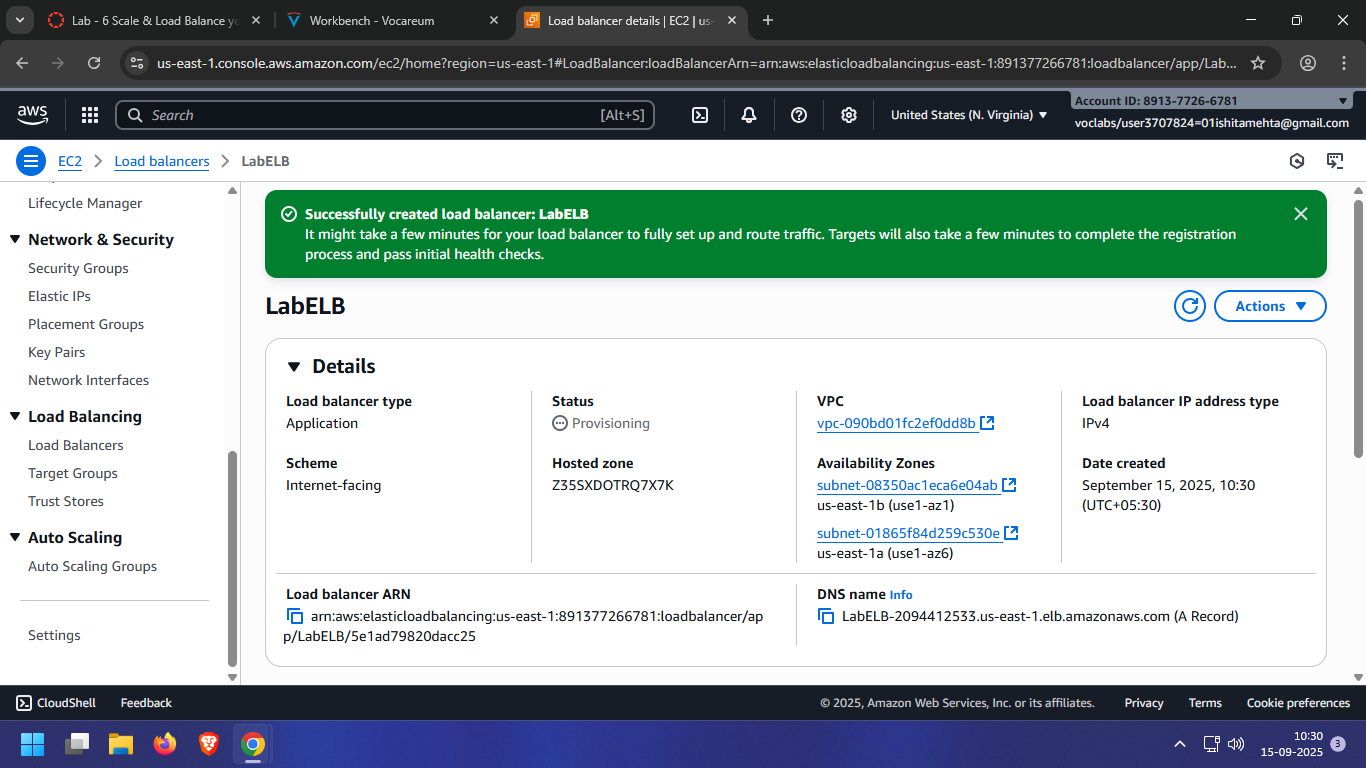 Lab - 6 Scale & Load Balance yo
Workbench - Vocareum
Load balancer details | EC2 | us-
us-east-1.console.aws.amazon.com/ec2/home?region=us-east-1#LoadBalancer:loadBalancerArn=arn:aws:elasticloadbalancing:us-east-1:891377266781:loadbalancer/app/Lab...
aws
Search
[Alt+S]
United States (N. Virginia)
Account ID: 8913-7726-6781
voclabs/user3707824=01ishitamehta@gmail.com
EC2
Load balancers
LabELB
Lifecycle Manager
Network & Security
Security Groups
Elastic IPs
Placement Groups
Key Pairs
Network Interfaces
Load Balancing
Load Balancers
Target Groups
Trust Stores
Auto Scaling
Auto Scaling Groups
Settings
Successfully created load balancer: LabELB
It might take a few minutes for your load balancer to fully set up and route traffic. Targets will also take a few minutes to complete the registration
process and pass initial health checks.
LabELB
Actions
Details
Load balancer type
Application
Status
Provisioning
VPC
vpc-090bd01fc2ef0dd8b
Load balancer IP address type
IPv4
Scheme
Internet-facing
Hosted zone
Z35SXDOTRQ7X7K
Availability Zones
subnet-08350ac1eca6e04ab
us-east-1b (use1-az1)
subnet-01865f84d259c530e
us-east-1a (use1-az6)
Date created
September 15, 2025, 10:30
(UTC+05:30)
Load balancer ARN
arn:aws:elasticloadbalancing:us-east-1:891377266781:loadbalancer/ap
p/LabELB/5e1ad79820dacc25
DNS name Info
LabELB-2094412533.us-east-1.elb.amazonaws.com (A Record)
CloudShell
Feedback
© 2025, Amazon Web Services, Inc. or its affiliates.
Privacy
Terms
Cookie preferences
10:30
15-09-2025
3